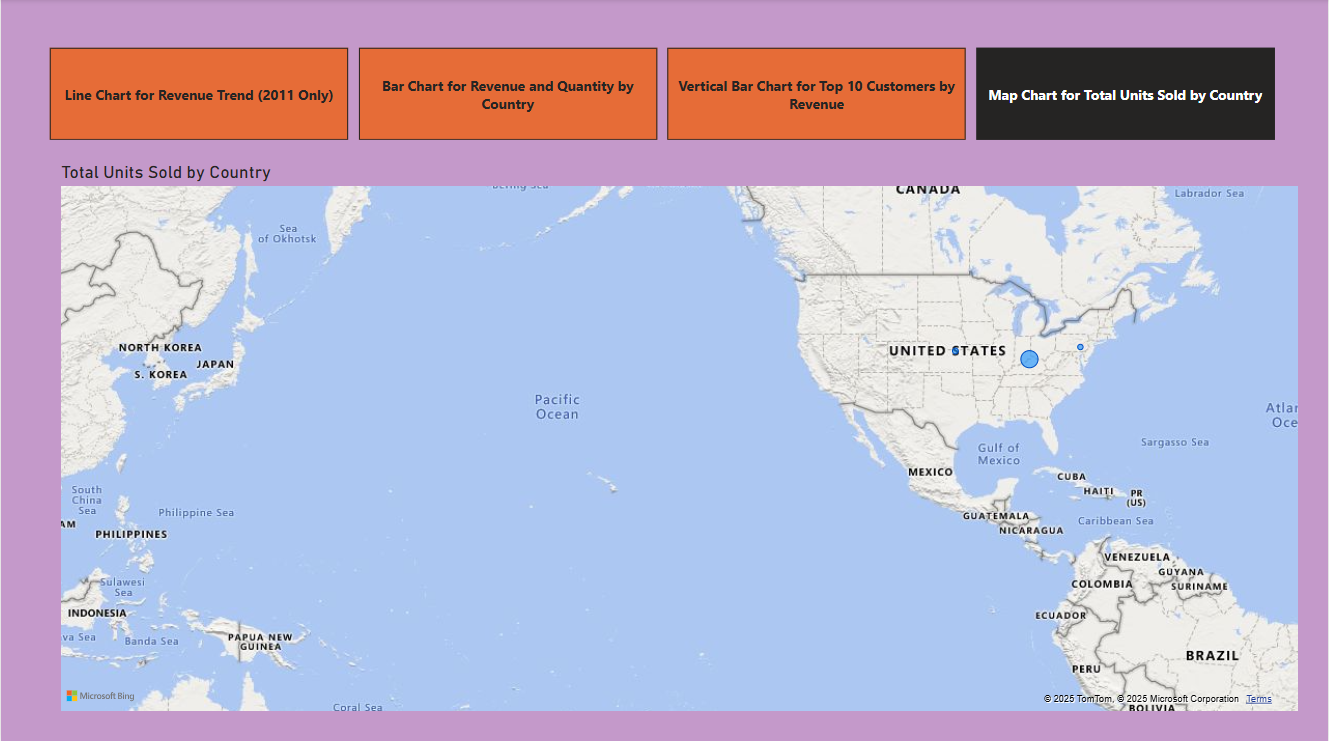 Line Chart for Revenue Trend (2011 Only)
Bar Chart for Revenue and Quantity by
Country
Vertical Bar Chart for Top 10 Customers by
Revenue
Map Chart for Total Units Sold by Country
Total Units Sold by Country
Bering Sea
CANADA
Labrador Sea
Sea
of Okhotsk
NORTH KOREA
JAPAN
S. KOREA
UNITED STATES
Pacific
Ocean
Atlan
Oce
Gulf of
Mexico
Sargasso Sea
MEXICO
CUBA
HAITI
PR
(US)
South
China
Sea
Philippine Sea
GUATEMALA
Caribbean Sea
NICARAGUA
AM
PHILIPPINES
VENEZUELA
GUYANA
SURINAME
COLOMBIA
Sulawesi
Sea
INDONESIA
ECUADOR
va Sea
Banda Sea
PAPUA NEW
GUINEA
BRAZIL
PERU
Microsoft Bing
© 2025 TomTom, © 2025 Microsoft Corporation Terms
Coral Sea
BOLIVIA